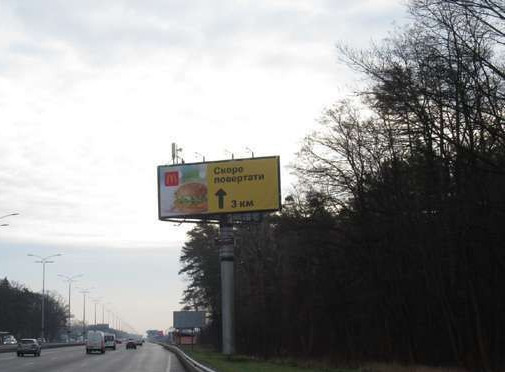 Скоро
повертати
3 км